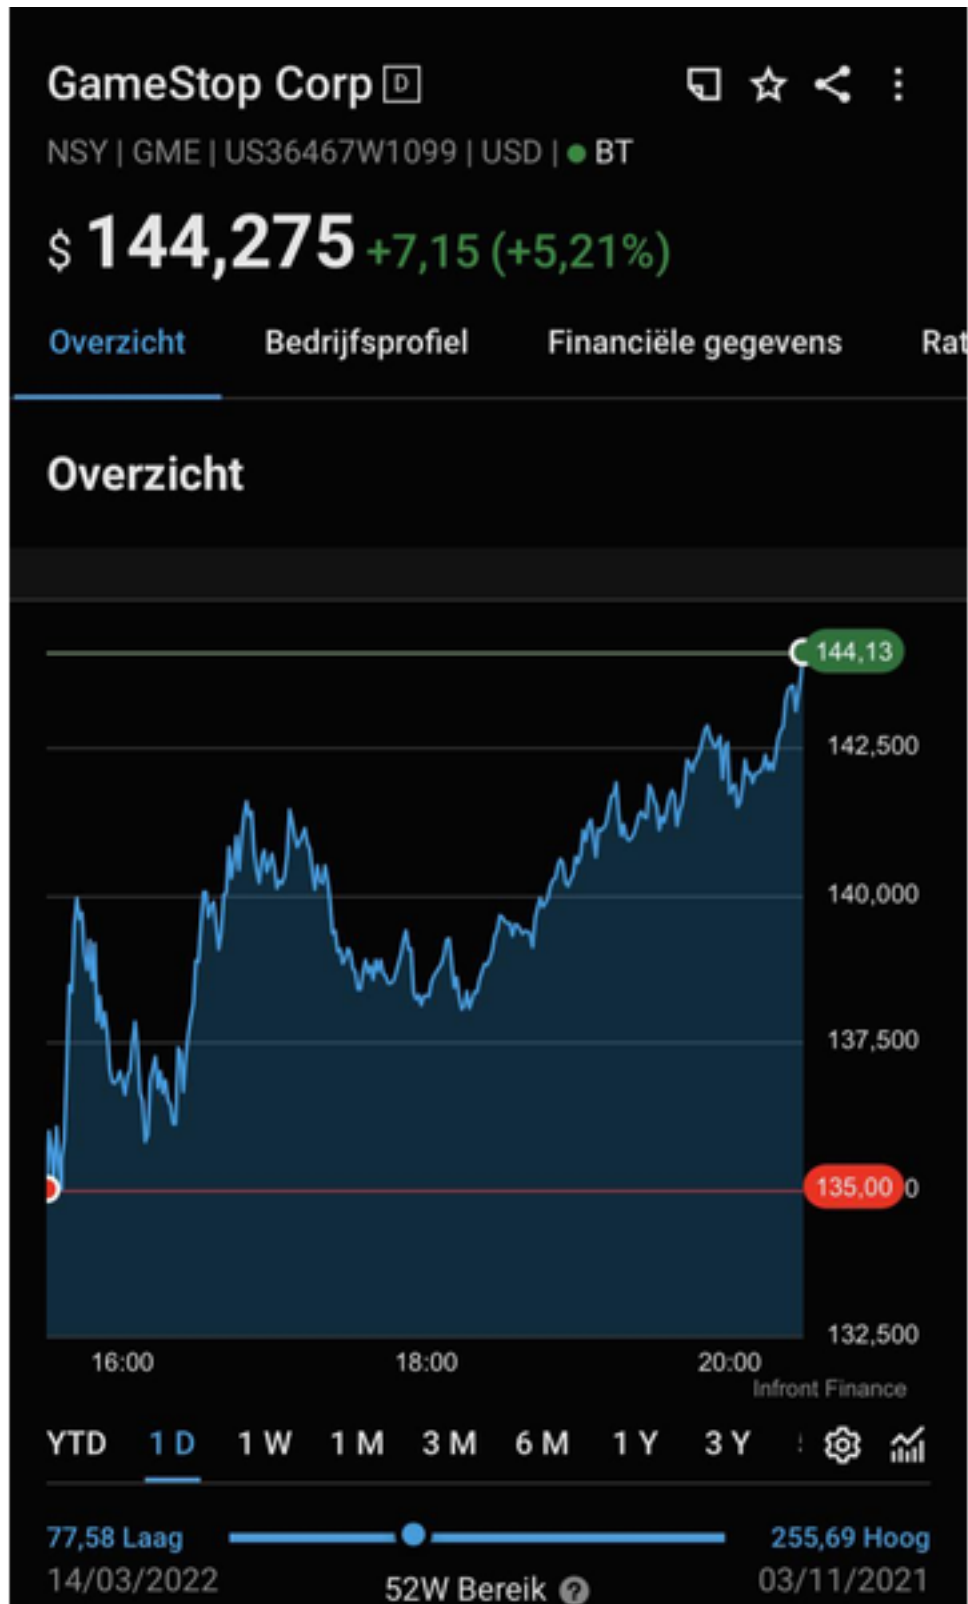 GameStop Corp D
NSY | GME | US36467W1099 | USD | BT
$ 144,275 +7,15 (+5,21%)
Overzicht Bedrijfsprofiel Financiële gegevens Rat
Overzicht
144,13
142,500
140,000
137,500
135,00 0
132,500
16:00 18:00 20:00
Infront Finance
YTD 1 D 1 W 1 M 3 M 6 M 1 Y 3 Y
77,58 Laag 255,69 Hoog
14/03/2022 52W Bereik ? 03/11/2021